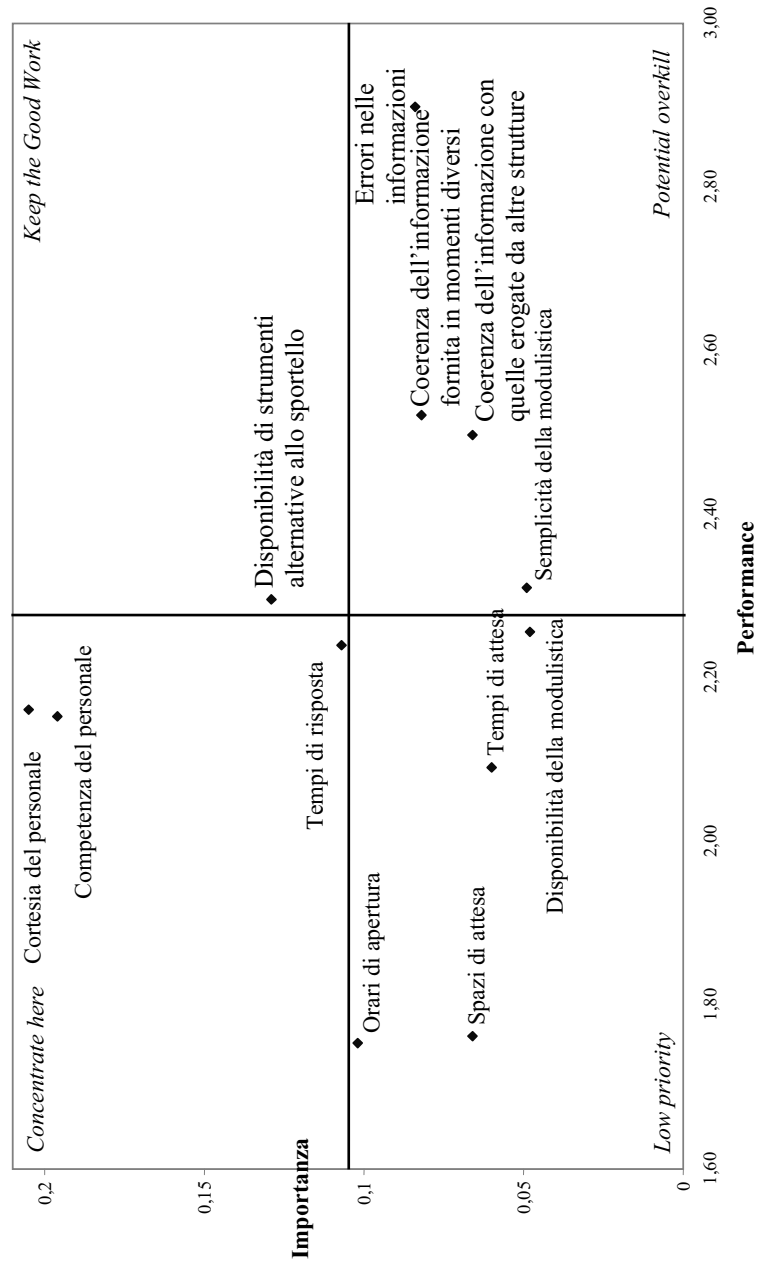 Concentrate here
Keep the Good Work
Cortesia del personale
Competenza del personale
Disponibilità di strumenti
alternative allo sportello
Tempi di risposta
Orari di apertura
Errori nelle
informazioni
Coerenza dell'informazione
fornita in momenti diversi
Coerenza dell'informazione con
quelle erogate da altre strutture
Spazi di attesa
Tempi di attesa
Semplicità della modulistica
Disponibilità della modulistica
Low priority
Potential overkill
Importanza
0,2
0,15
0,1
0,05
0
1,60
1,80
2,00
2,20
2,40
2,60
2,80
3,00
Performance